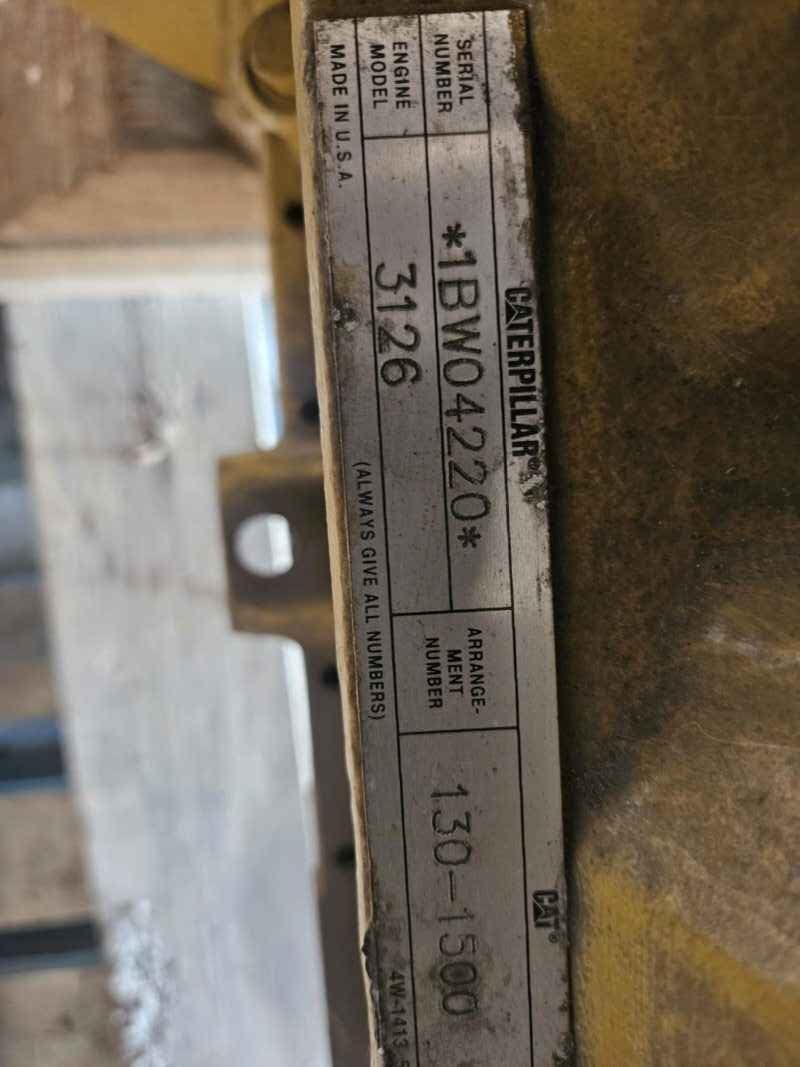 CATERPILLAR® CAT®
SERIAL
NUMBER
*1BW04220*
ARRANGE-
MENT
NUMBER
130-1500
ENGINE
MODEL
3126
MADE IN U.S.A.
(ALWAYS GIVE ALL NUMBERS)
4W-1413